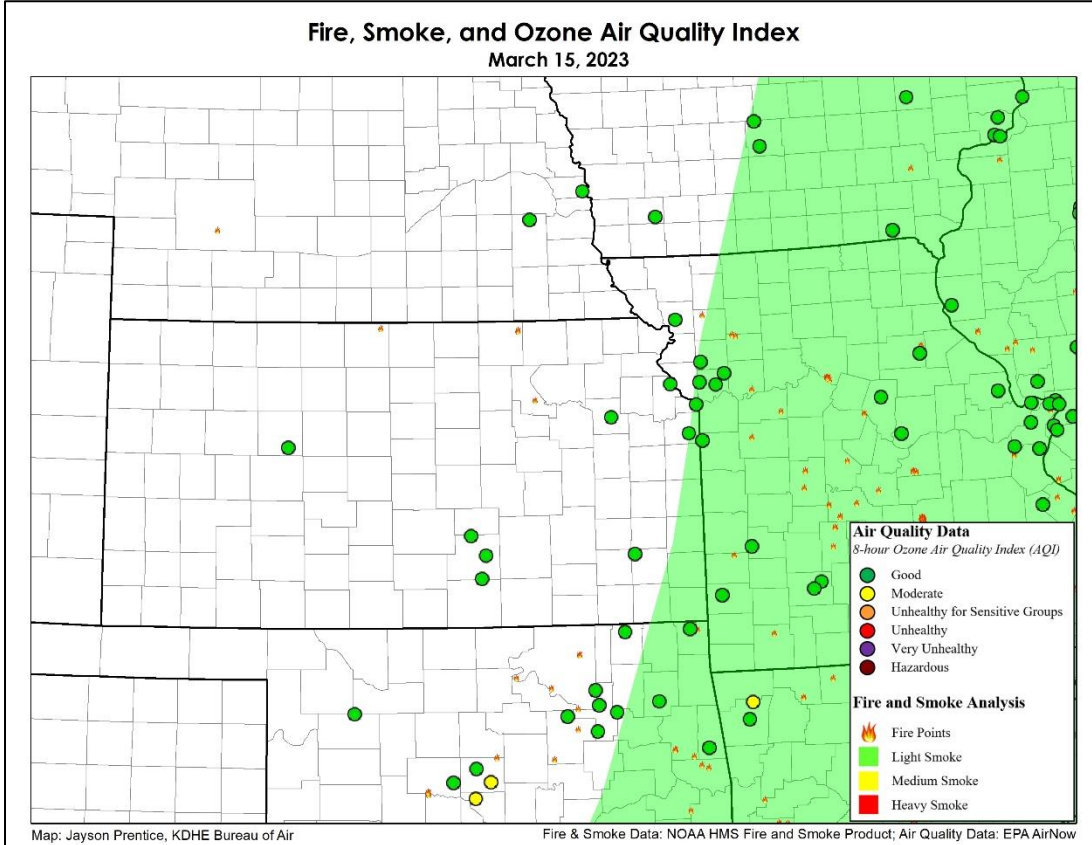 Fire, Smoke, and Ozone Air Quality Index
March 15, 2023
Air Quality Data
8-hour Ozone Air Quality Index (AQI)
Good
Moderate
Unhealthy for Sensitive Groups
Unhealthy
Very Unhealthy
Hazardous
Fire and Smoke Analysis
Fire Points
Light Smoke
Medium Smoke
Heavy Smoke
Map: Jayson Prentice, KDHE Bureau of Air
Fire & Smoke Data: NOAA HMS Fire and Smoke Product; Air Quality Data: EPA AirNow